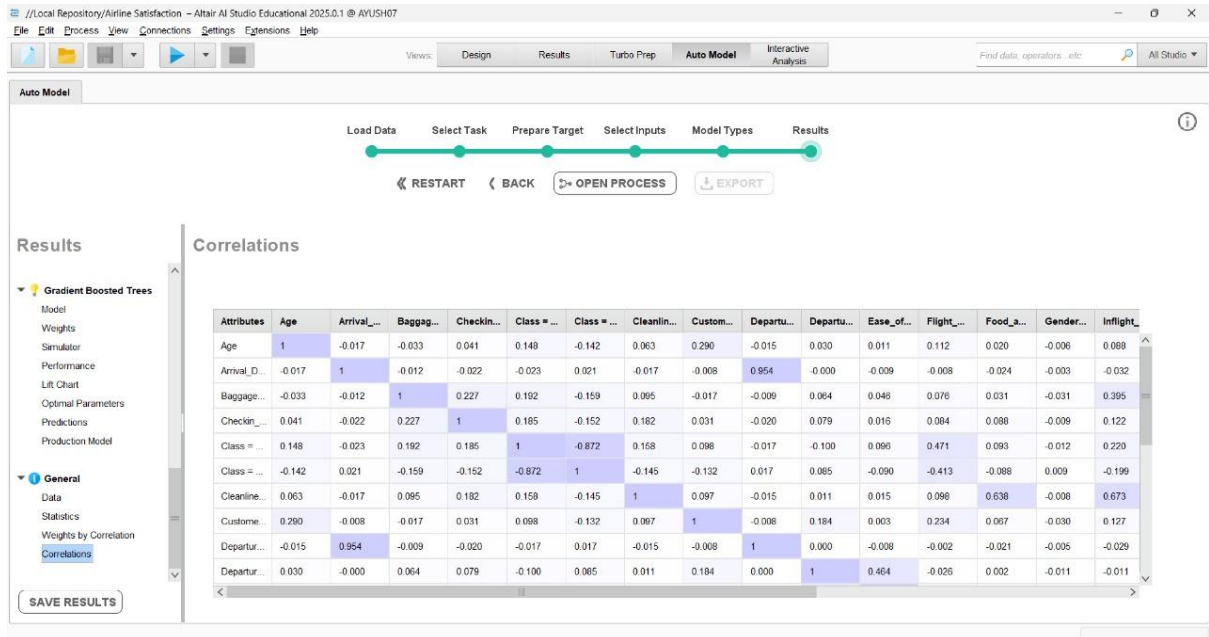 //Local Repository/Airline Satisfaction – Altair AI Studio Educational 2025.0.1 @ AYUSH07
File Edit Process View Connections Settings Extensions Help
Views: Design Results Turbo Prep Auto Model Interactive Analysis Find data, operators...etc All Studio
Auto Model
Load Data Select Task Prepare Target Select Inputs Model Types Results
RESTART BACK OPEN PROCESS EXPORT
Results
Gradient Boosted Trees
Model
Weights
Simulator
Performance
Lift Chart
Optimal Parameters
Predictions
Production Model
General
Data
Statistics
Weights by Correlation
Correlations
SAVE RESULTS
Correlations
Attributes Age Arrival_... Baggag... Checkin... Class = ... Class = ... Cleanlin... Custom... Departu... Departu... Ease_of... Flight_... Food_a... Gender... Inflight_
Age 1 -0.017 -0.033 0.041 0.148 -0.142 0.063 0.290 -0.015 0.030 0.011 0.112 0.020 -0.006 0.088
Arrival_D... -0.017 1 -0.012 -0.022 -0.023 0.021 -0.017 -0.008 0.954 -0.000 -0.009 -0.008 -0.024 -0.003 -0.032
Baggage... -0.033 -0.012 1 0.227 0.192 -0.159 0.095 -0.017 -0.009 0.064 0.046 0.076 0.031 -0.031 0.395
Checkin_... 0.041 -0.022 0.227 1 0.185 -0.152 0.182 0.031 -0.020 0.079 0.016 0.084 0.088 -0.009 0.122
Class = ... 0.148 -0.023 0.192 0.185 1 -0.872 0.158 0.098 -0.017 -0.100 0.096 0.471 0.093 -0.012 0.220
Class = ... -0.142 0.021 -0.159 -0.152 -0.872 1 -0.145 -0.132 0.017 0.085 -0.090 -0.413 -0.088 0.009 -0.199
Cleanline... 0.063 -0.017 0.095 0.182 0.158 -0.145 1 0.097 -0.015 0.011 0.015 0.098 0.638 -0.008 0.673
Custome... 0.290 -0.008 -0.017 0.031 0.098 -0.132 0.097 1 -0.008 0.184 0.003 0.234 0.067 -0.030 0.127
Departur... -0.015 0.954 -0.009 -0.020 -0.017 0.017 -0.015 -0.008 1 0.000 -0.008 -0.002 -0.021 -0.005 -0.029
Departur... 0.030 -0.000 0.064 0.079 -0.100 0.085 0.011 0.184 0.000 1 0.464 -0.026 0.002 -0.011 -0.011